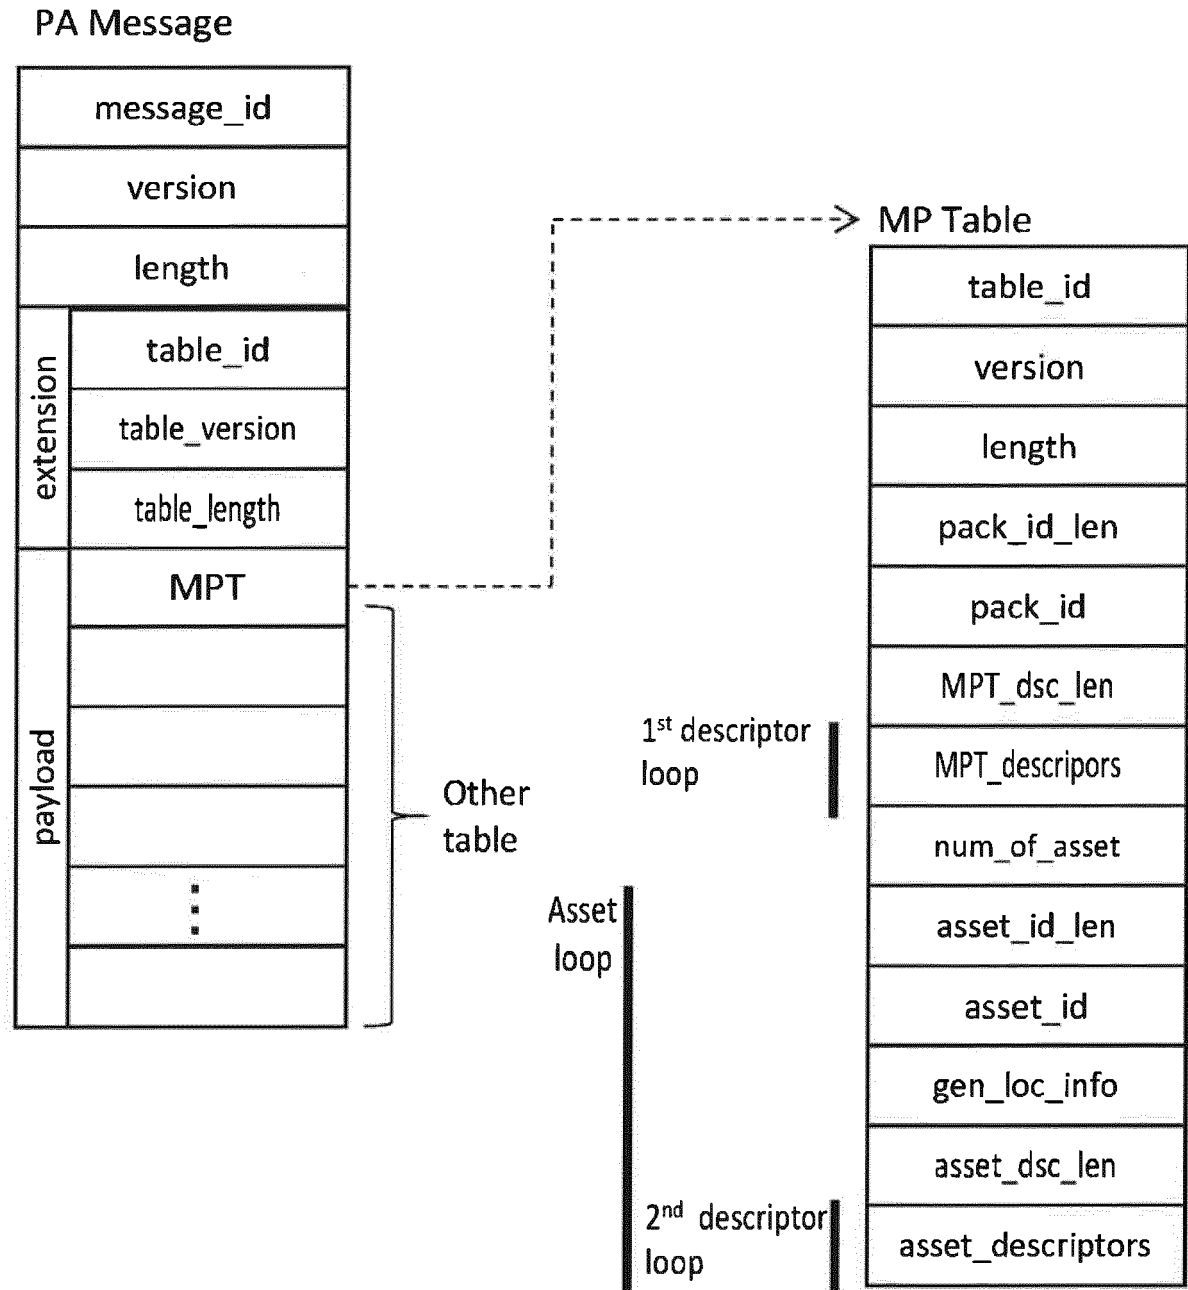 PA Message
message_id
version
length
extension
table_id
table_version
table_length
payload
MPT
Other
table
MP Table
table_id
version
length
pack_id_len
pack_id
MPT_dsc_len
1st descriptor
loop
MPT_descripors
num_of_asset
Asset
loop
asset_id_len
asset_id
gen_loc_info
asset_dsc_len
2nd descriptor
loop
asset_descriptors